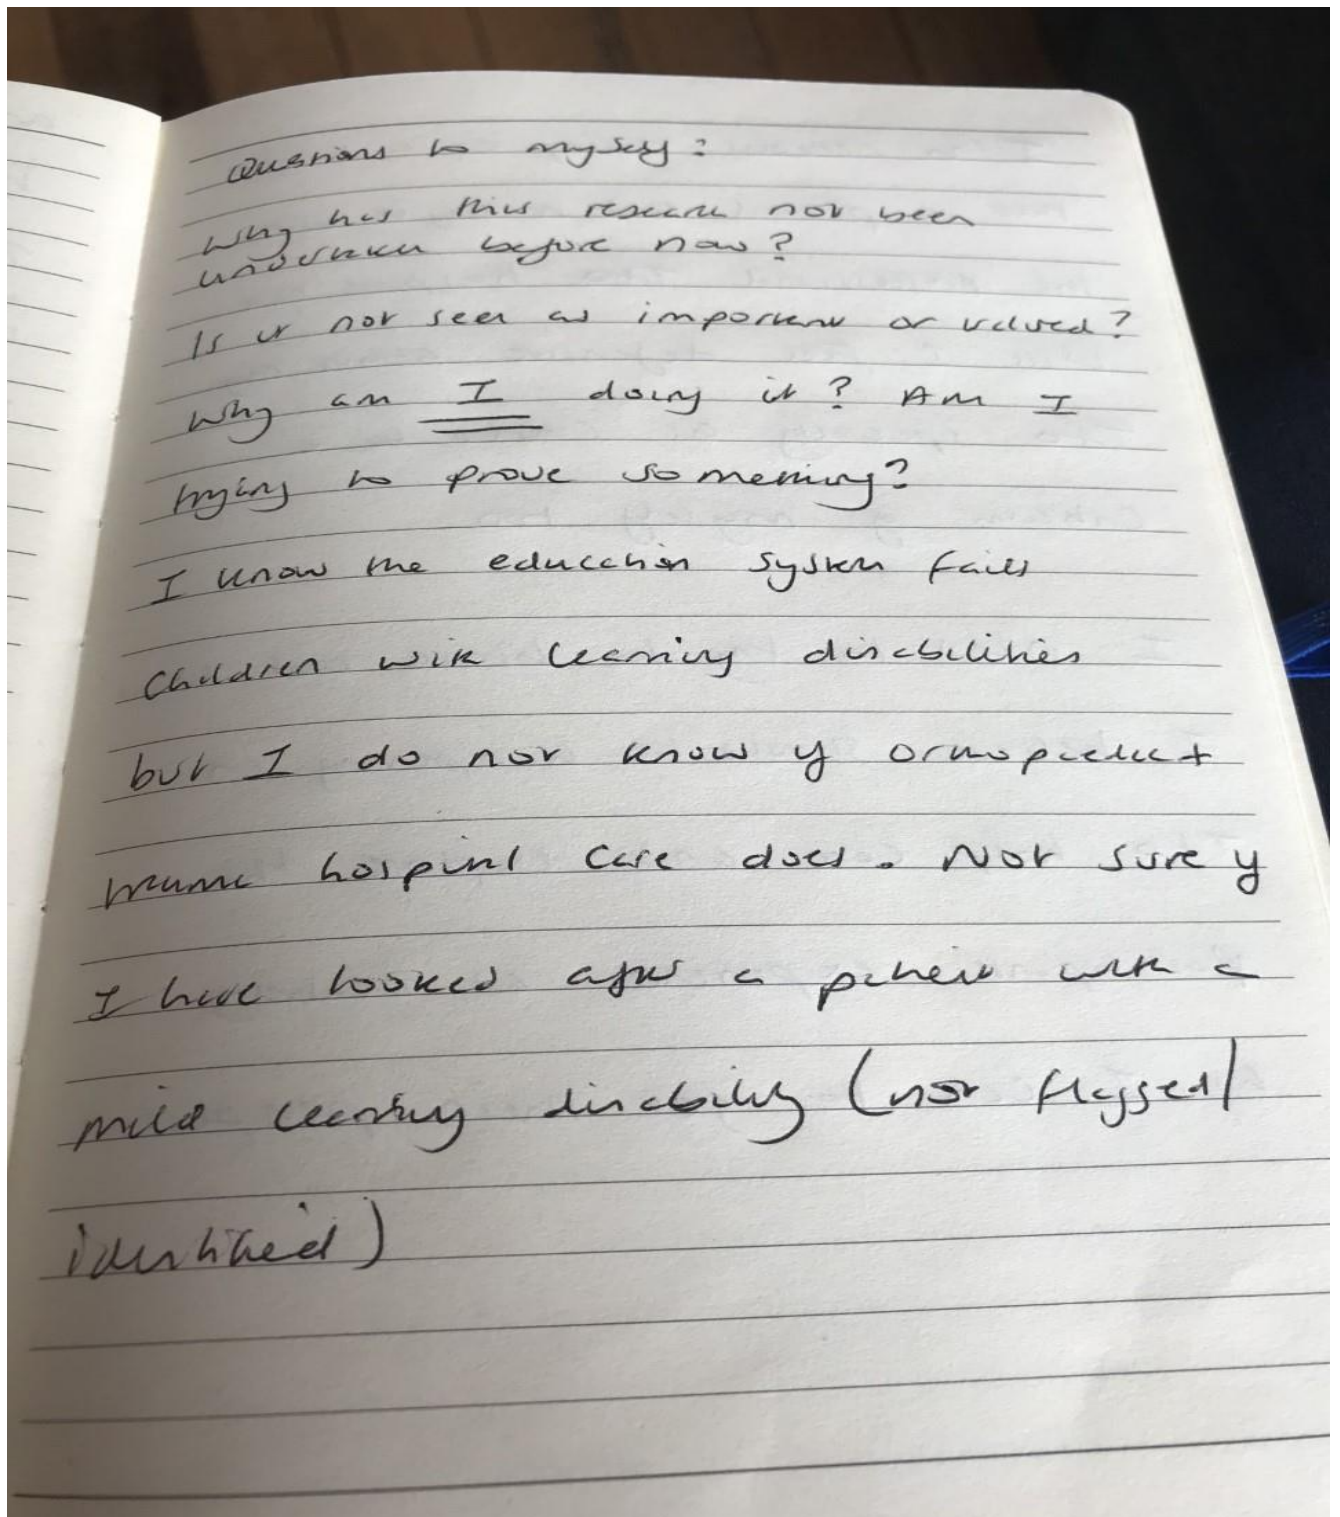 Questions to myself:
Why has this research not been
undertaken before now?
Is it not seen as important or valued?
Why am I doing it? Am I
trying to prove something?
I know the education system fails
children with learning disabilities
but I do not know if orthopaedic +
trauma hospital care does. Not sure if
I have looked after a patient with a
mild learning disability (not flagged/
identified)